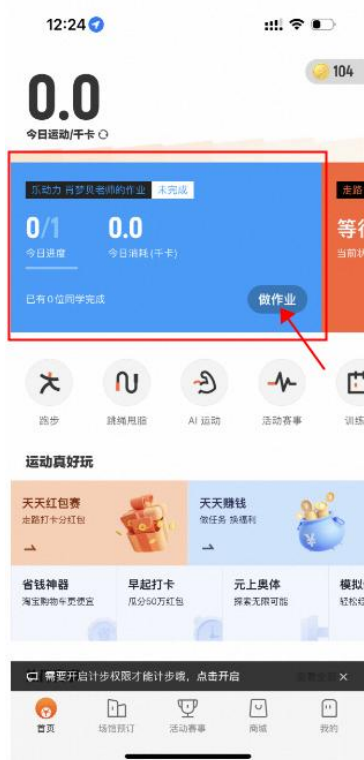 12:24
104
0.0
今日运动/千卡
乐动力 肖梦贝老师的作业 未完成
走路
0/1 0.0
等待
今日进度 今日消耗(千卡)
当前状
已有0位同学完成
做作业
跑步 跳绳甩脂 AI 运动 活动赛事 训练
运动真好玩
天天红包赛 天天赚钱
走路打卡分红包 做任务 换福利
省钱神器 早起打卡 元上奥体 模拟
淘宝购物车更便宜 瓜分50万红包 探索无限可能 轻松
需要开启计步权限才能计步哦，点击开启
首页 场馆预订 活动赛事 商城 我的